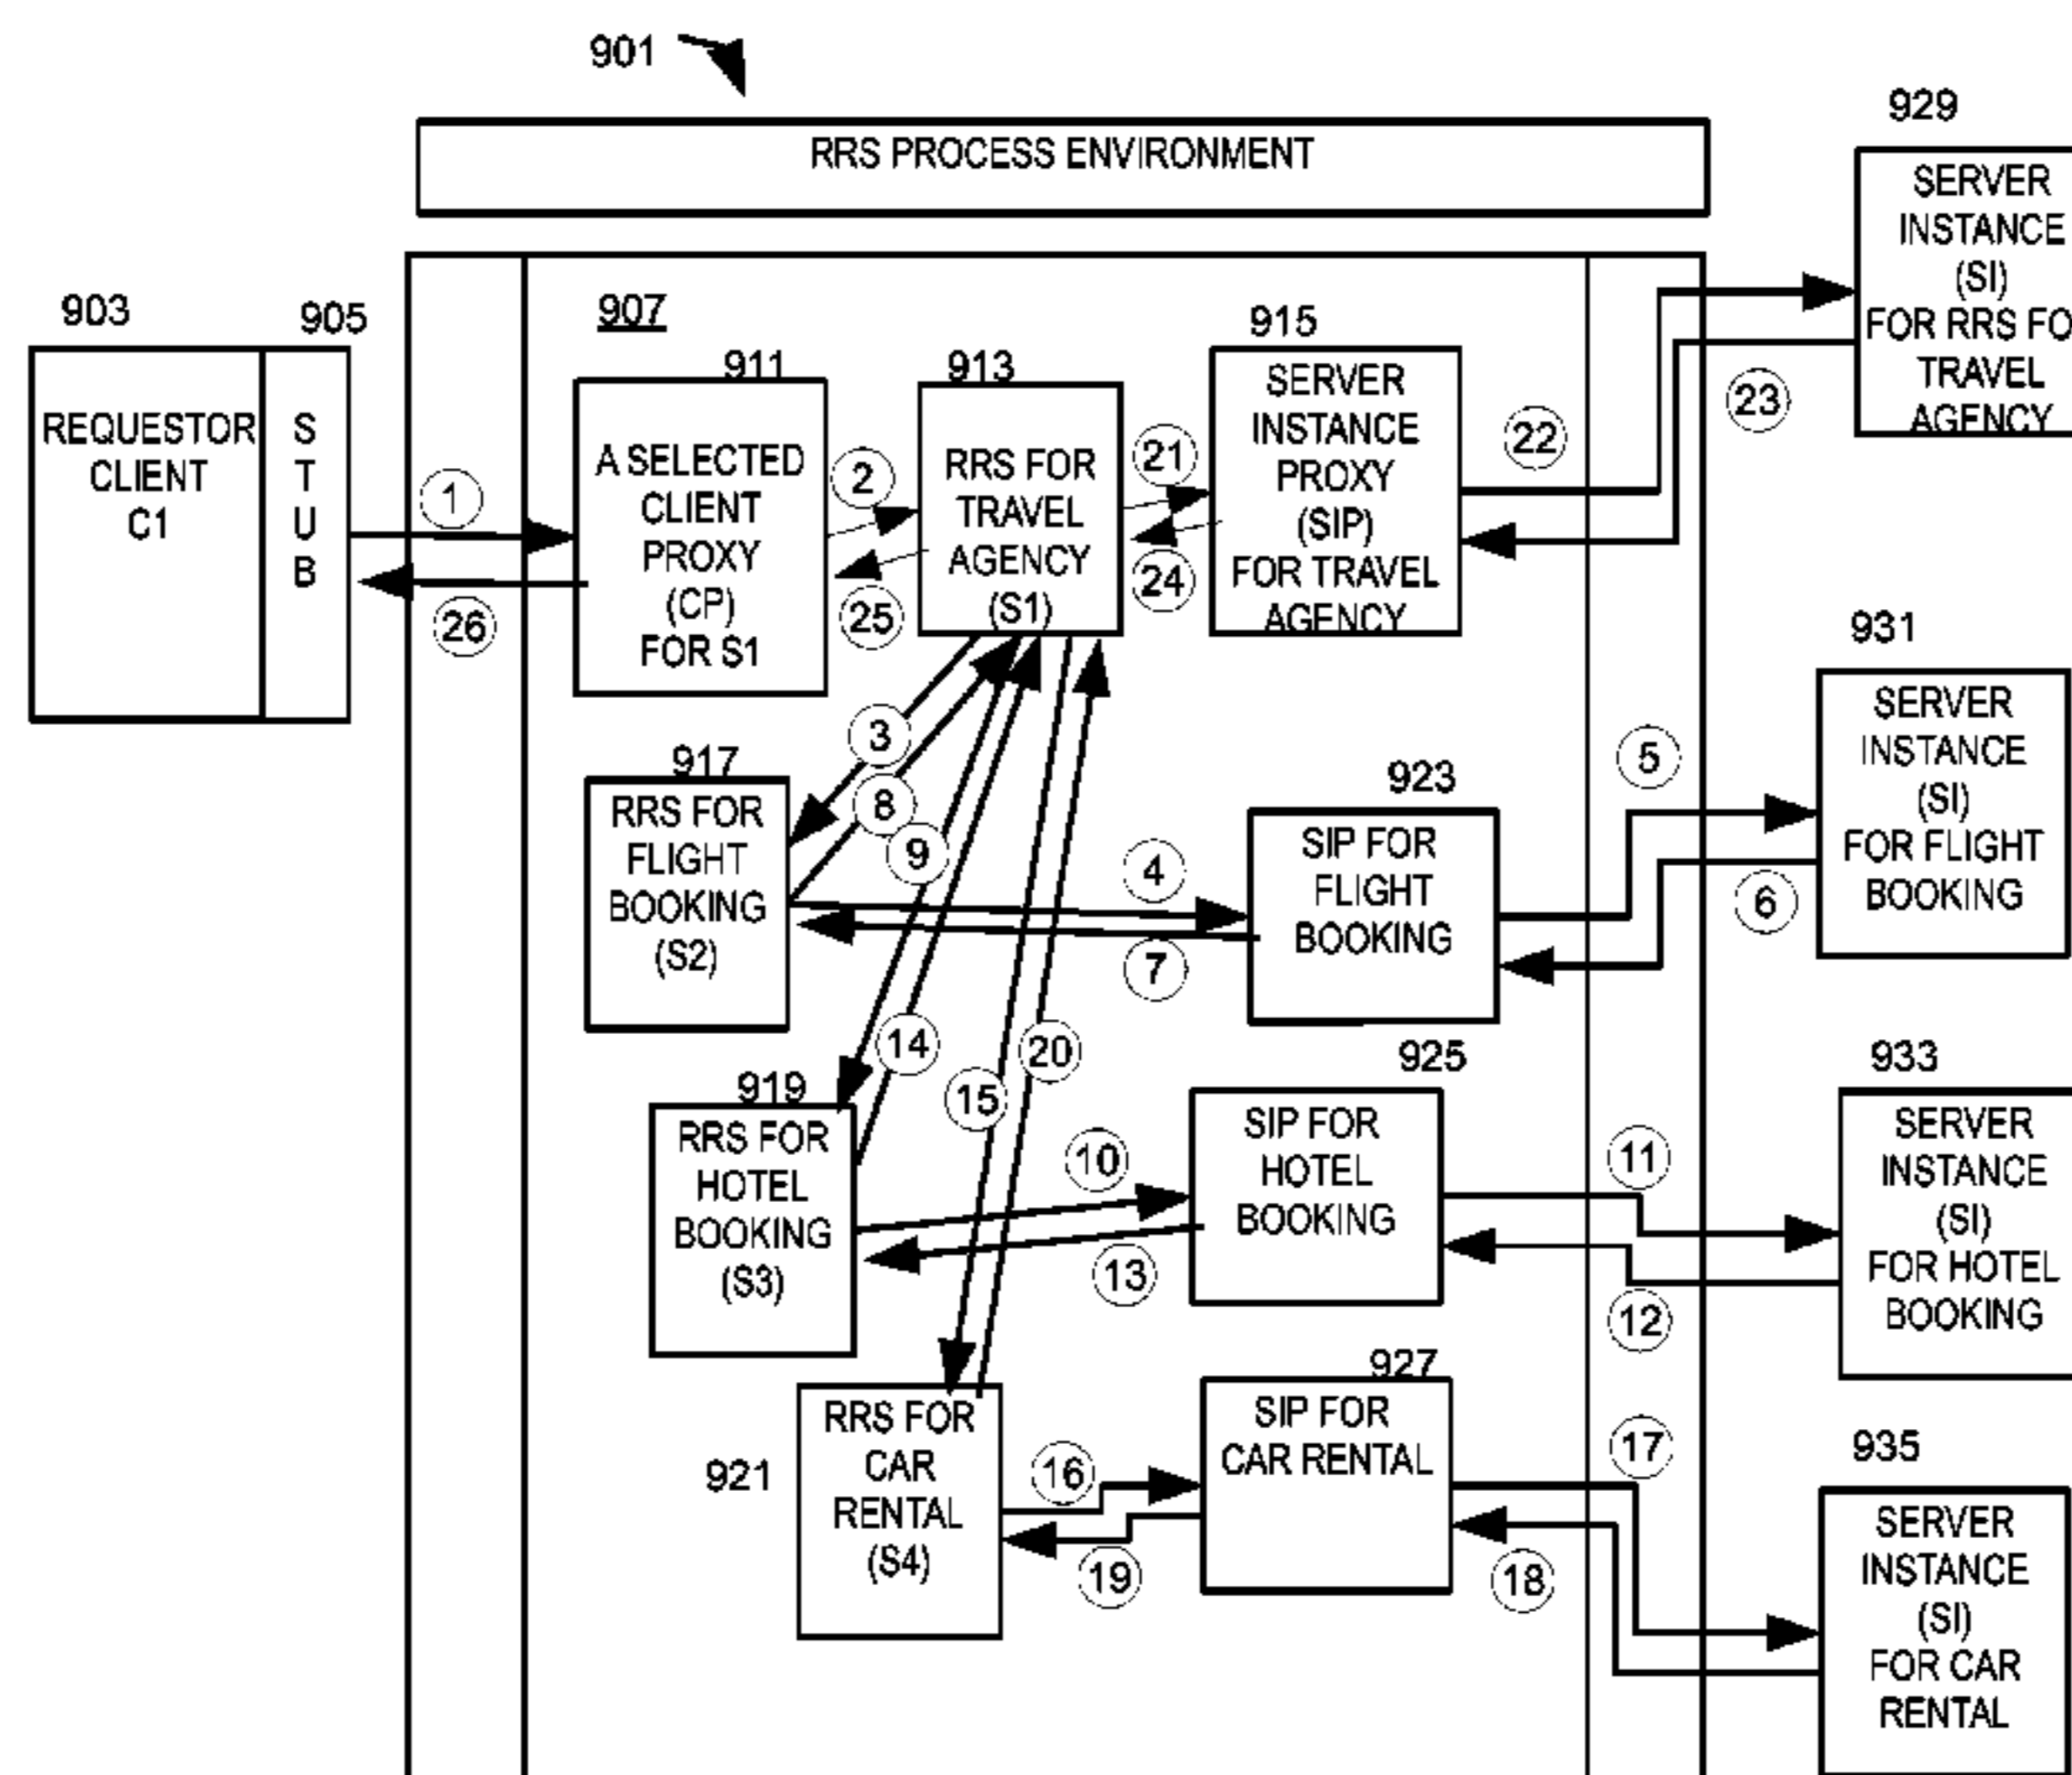 901
RRS PROCESS ENVIRONMENT
929
SERVER
INSTANCE
(SI)
FOR RRS FO
TRAVEL
AGENCY
903
905
REQUESTOR
CLIENT
C1
S
T
U
B
907
911
A SELECTED
CLIENT
PROXY
(CP)
FOR S1
913
RRS FOR
TRAVEL
AGENCY
(S1)
915
SERVER
INSTANCE
PROXY
(SIP)
FOR TRAVEL
AGENCY
1
26
2
25
21
24
22
23
917
RRS FOR
FLIGHT
BOOKING
(S2)
3
8
9
4
7
923
SIP FOR
FLIGHT
BOOKING
5
6
931
SERVER
INSTANCE
(SI)
FOR FLIGHT
BOOKING
919
RRS FOR
HOTEL
BOOKING
(S3)
14
15
20
10
13
925
SIP FOR
HOTEL
BOOKING
11
12
933
SERVER
INSTANCE
(SI)
FOR HOTEL
BOOKING
921
RRS FOR
CAR
RENTAL
(S4)
16
19
927
SIP FOR
CAR RENTAL
17
18
935
SERVER
INSTANCE
(SI)
FOR CAR
RENTAL